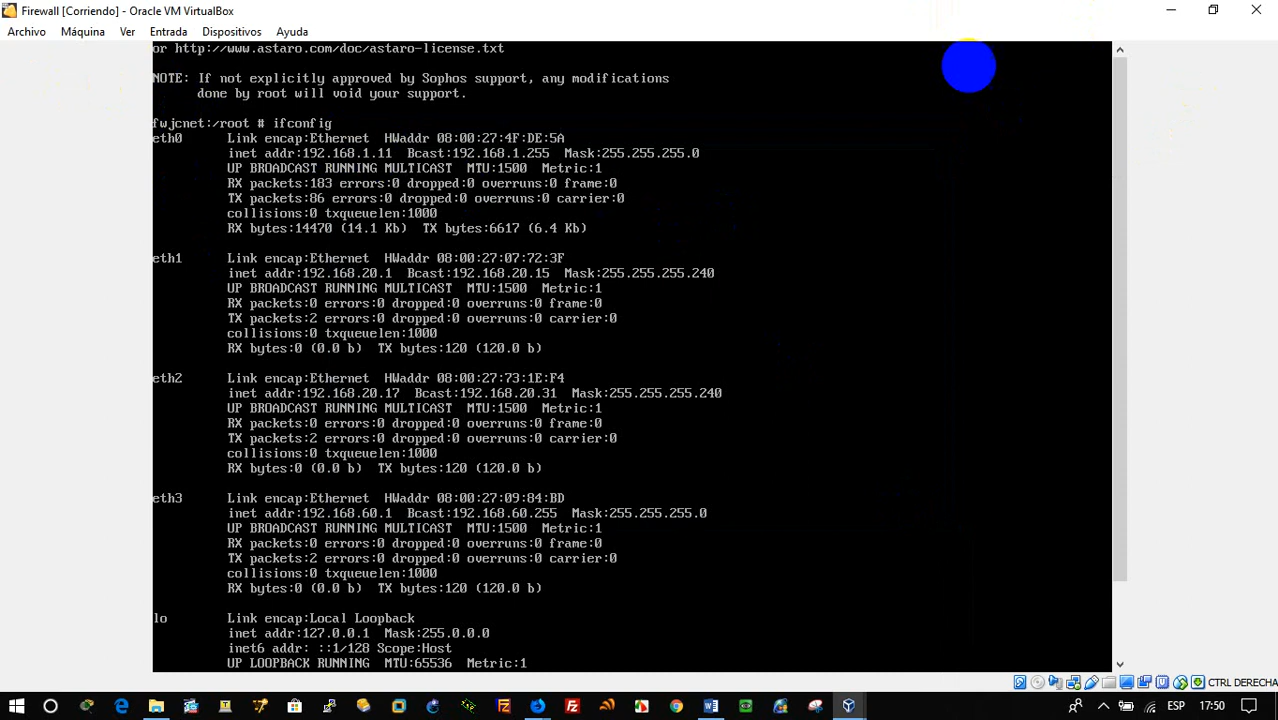 Firewall [Corriendo] - Oracle VM VirtualBox
Archivo Máquina Ver Entrada Dispositivos Ayuda
or http://www.astaro.com/doc/astaro-license.txt
NOTE: If not explicitly approved by Sophos support, any modifications
done by root will void your support.
fwjcnet:/root # ifconfig
eth0 Link encap:Ethernet HWaddr 08:00:27:4F:DE:5A
inet addr:192.168.1.11 Bcast:192.168.1.255 Mask:255.255.255.0
UP BROADCAST RUNNING MULTICAST MTU:1500 Metric:1
RX packets:183 errors:0 dropped:0 overruns:0 frame:0
TX packets:86 errors:0 dropped:0 overruns:0 carrier:0
collisions:0 txqueuelen:1000
RX bytes:14470 (14.1 Kb) TX bytes:6617 (6.4 Kb)
eth1 Link encap:Ethernet HWaddr 08:00:27:07:72:3F
inet addr:192.168.20.1 Bcast:192.168.20.15 Mask:255.255.255.240
UP BROADCAST RUNNING MULTICAST MTU:1500 Metric:1
RX packets:0 errors:0 dropped:0 overruns:0 frame:0
TX packets:2 errors:0 dropped:0 overruns:0 carrier:0
collisions:0 txqueuelen:1000
RX bytes:0 (0.0 b) TX bytes:120 (120.0 b)
eth2 Link encap:Ethernet HWaddr 08:00:27:73:1E:F4
inet addr:192.168.20.17 Bcast:192.168.20.31 Mask:255.255.255.240
UP BROADCAST RUNNING MULTICAST MTU:1500 Metric:1
RX packets:0 errors:0 dropped:0 overruns:0 frame:0
TX packets:2 errors:0 dropped:0 overruns:0 carrier:0
collisions:0 txqueuelen:1000
RX bytes:0 (0.0 b) TX bytes:120 (120.0 b)
eth3 Link encap:Ethernet HWaddr 08:00:27:09:84:BD
inet addr:192.168.60.1 Bcast:192.168.60.255 Mask:255.255.255.0
UP BROADCAST RUNNING MULTICAST MTU:1500 Metric:1
RX packets:0 errors:0 dropped:0 overruns:0 frame:0
TX packets:2 errors:0 dropped:0 overruns:0 carrier:0
collisions:0 txqueuelen:1000
RX bytes:0 (0.0 b) TX bytes:120 (120.0 b)
lo Link encap:Local Loopback
inet addr:127.0.0.1 Mask:255.0.0.0
inet6 addr: ::1/128 Scope:Host
UP LOOPBACK RUNNING MTU:65536 Metric:1
CTRL DERECHA
ESP 17:50